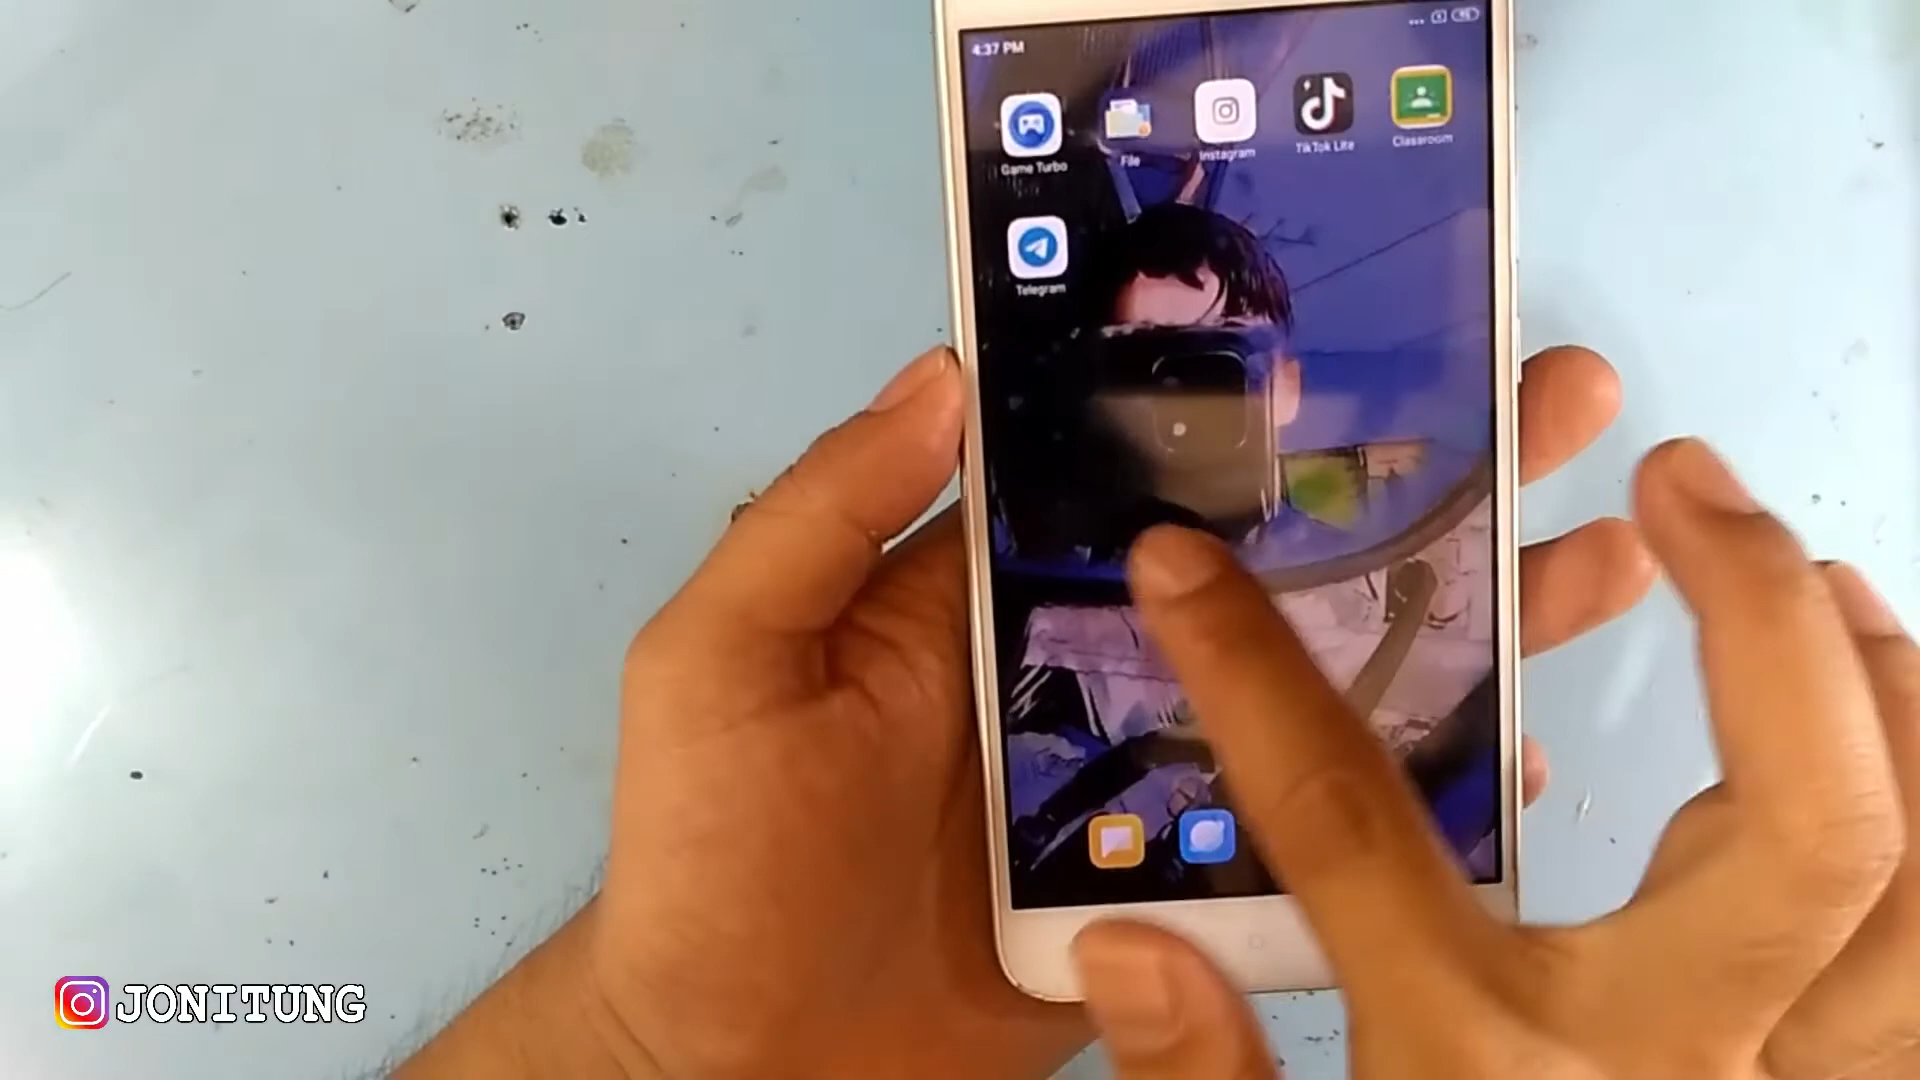 4:37 PM
Game Turbo
File
Instagram
TikTok Lite
Classroom
Telegram
JONITUNG